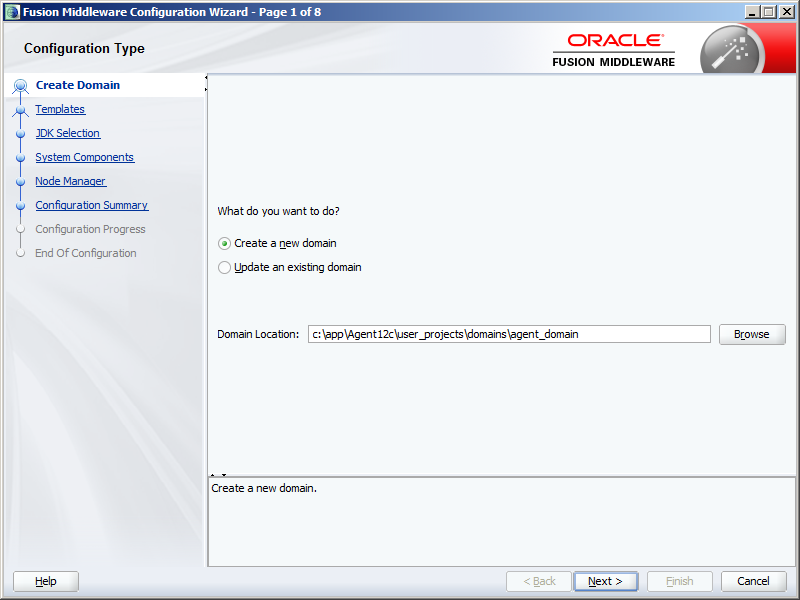 Fusion Middleware Configuration Wizard - Page 1 of 8
Configuration Type
ORACLE
FUSION MIDDLEWARE
Create Domain
Templates
JDK Selection
System Components
Node Manager
Configuration Summary
Configuration Progress
End Of Configuration
What do you want to do?
Create a new domain
Update an existing domain
Domain Location: c:\app\Agent12c\user_projects\domains\agent_domain Browse
Create a new domain.
Help < Back Next > Finish Cancel